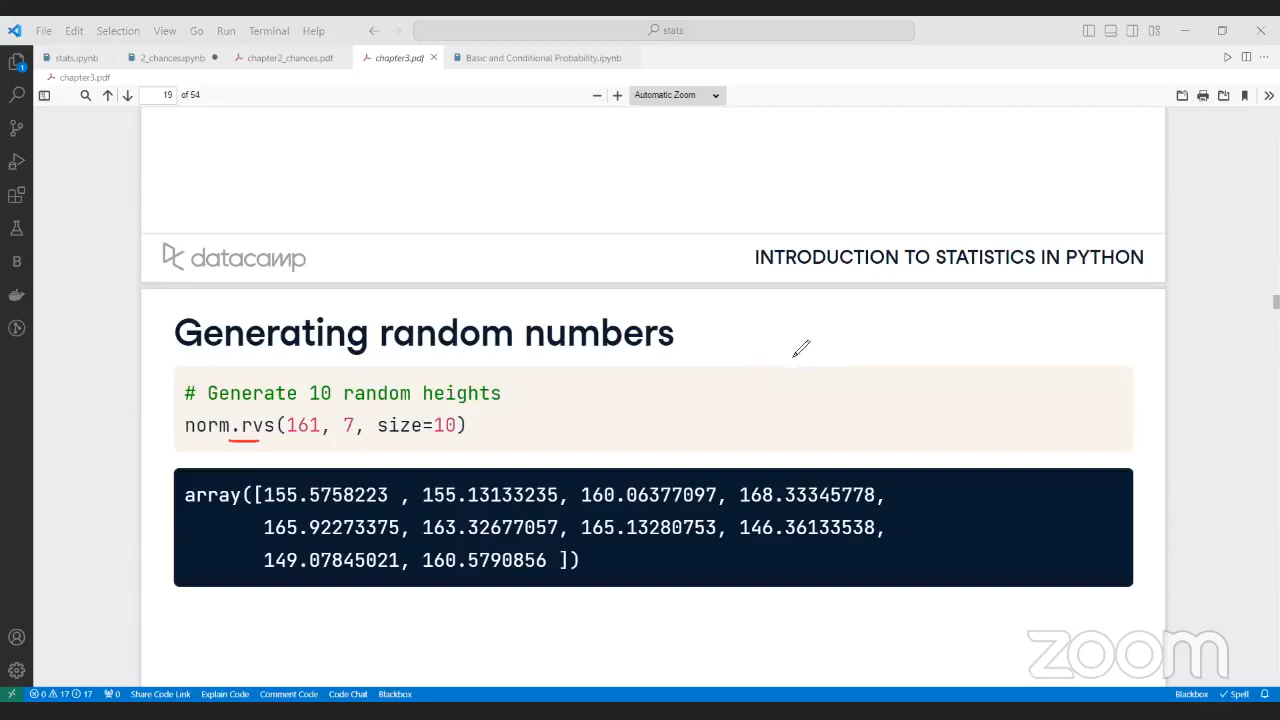 File Edit Selection View Go Run Terminal Help stats
stats.ipynb 2_chances.ipynb chapter2_chances.pdf chapter3.pdf Basic and Conditional Probability.ipynb
chapter3.pdf
19 of 54 Automatic Zoom
datacamp INTRODUCTION TO STATISTICS IN PYTHON
Generating random numbers
# Generate 10 random heights
norm.rvs(161, 7, size=10)
array([155.5758223 , 155.13133235, 160.06377097, 168.33345778,
165.92273375, 163.32677057, 165.13280753, 146.36133538,
149.07845021, 160.5790856 ])
zoom
0 17 17 0 Share Code Link Explain Code Comment Code Code Chat Blackbox Blackbox Spell